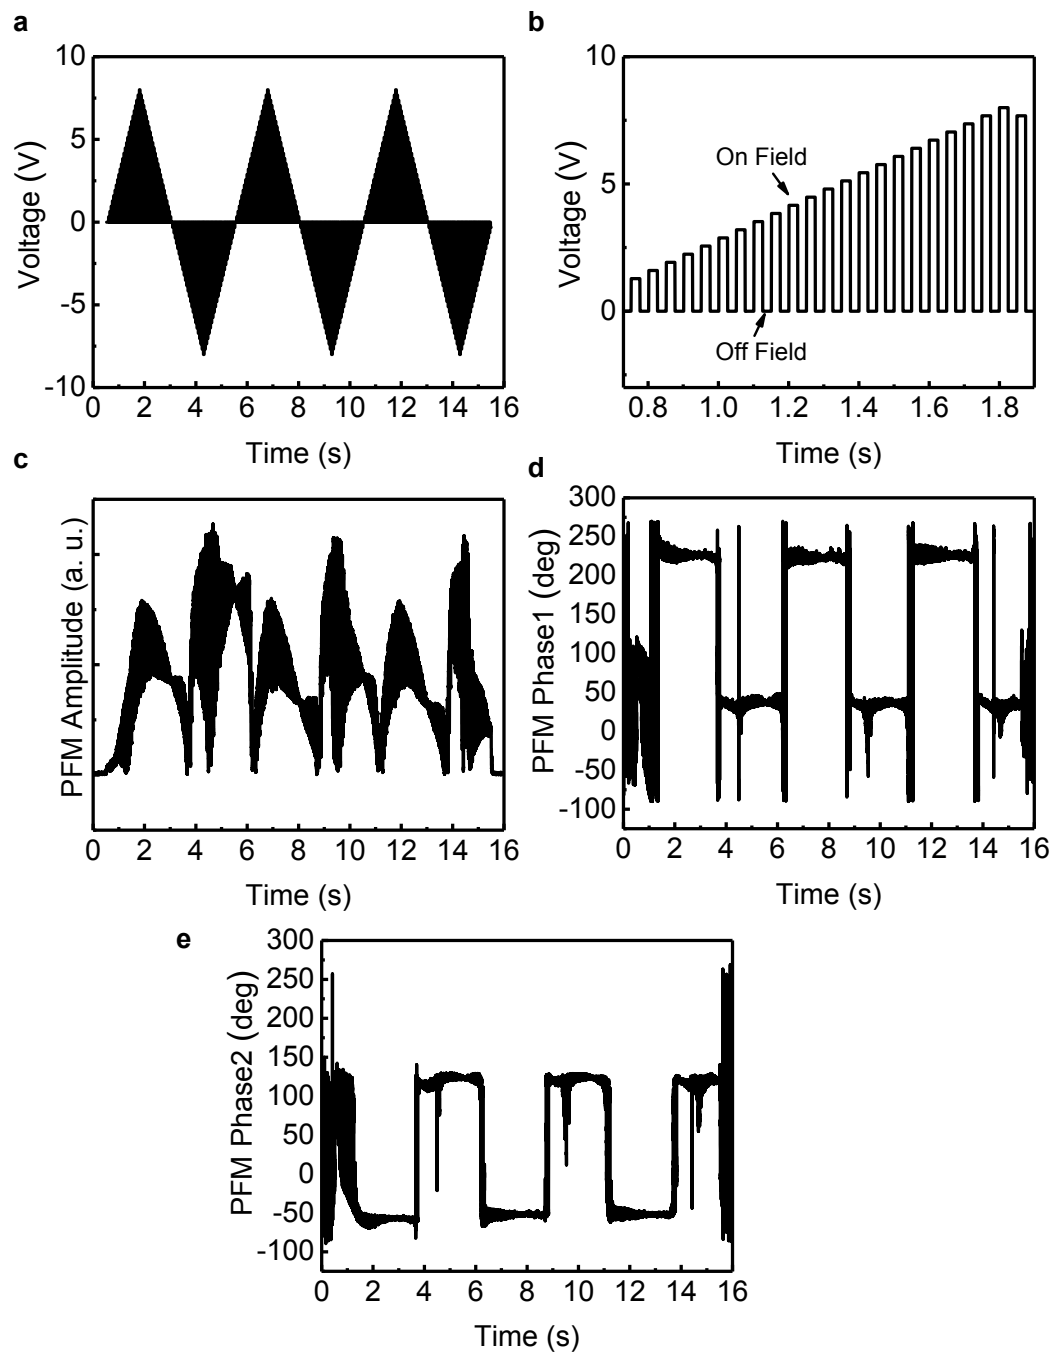 a
10
5
0
-5
-10
Voltage (V)
0 2 4 6 8 10 12 14 16
Time (s)
b
10
5
0
Voltage (V)
On Field
Off Field
0.8 1.0 1.2 1.4 1.6 1.8
Time (s)
c
PFM Amplitude (a. u.)
0 2 4 6 8 10 12 14 16
Time (s)
d
300
250
200
150
100
50
0
-50
-100
PFM Phase1 (deg)
0 2 4 6 8 10 12 14 16
Time (s)
e
300
250
200
150
100
50
0
-50
-100
PFM Phase2 (deg)
0 2 4 6 8 10 12 14 16
Time (s)